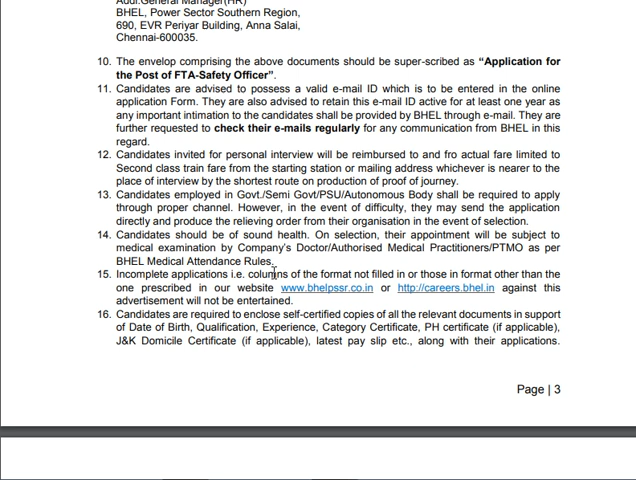 Addl.General Manager(HR)
BHEL, Power Sector Southern Region,
690, EVR Periyar Building, Anna Salai,
Chennai-600035.
10. The envelop comprising the above documents should be super-scribed as “Application for
the Post of FTA-Safety Officer”.
11. Candidates are advised to possess a valid e-mail ID which is to be entered in the online
application Form. They are also advised to retain this e-mail ID active for at least one year as
any important intimation to the candidates shall be provided by BHEL through e-mail. They are
further requested to check their e-mails regularly for any communication from BHEL in this
regard.
12. Candidates invited for personal interview will be reimbursed to and fro actual fare limited to
Second class train fare from the starting station or mailing address whichever is nearer to the
place of interview by the shortest route on production of proof of journey.
13. Candidates employed in Govt./Semi Govt/PSU/Autonomous Body shall be required to apply
through proper channel. However, in the event of difficulty, they may send the application
directly and produce the relieving order from their organisation in the event of selection.
14. Candidates should be of sound health. On selection, their appointment will be subject to
medical examination by Company’s Doctor/Authorised Medical Practitioners/PTMO as per
BHEL Medical Attendance Rules.
15. Incomplete applications i.e. columns of the format not filled in or those in format other than the
one prescribed in our website www.bhelpssr.co.in or http://careers.bhel.in against this
advertisement will not be entertained.
16. Candidates are required to enclose self-certified copies of all the relevant documents in support
of Date of Birth, Qualification, Experience, Category Certificate, PH certificate (if applicable),
J&K Domicile Certificate (if applicable), latest pay slip etc., along with their applications.
Page | 3